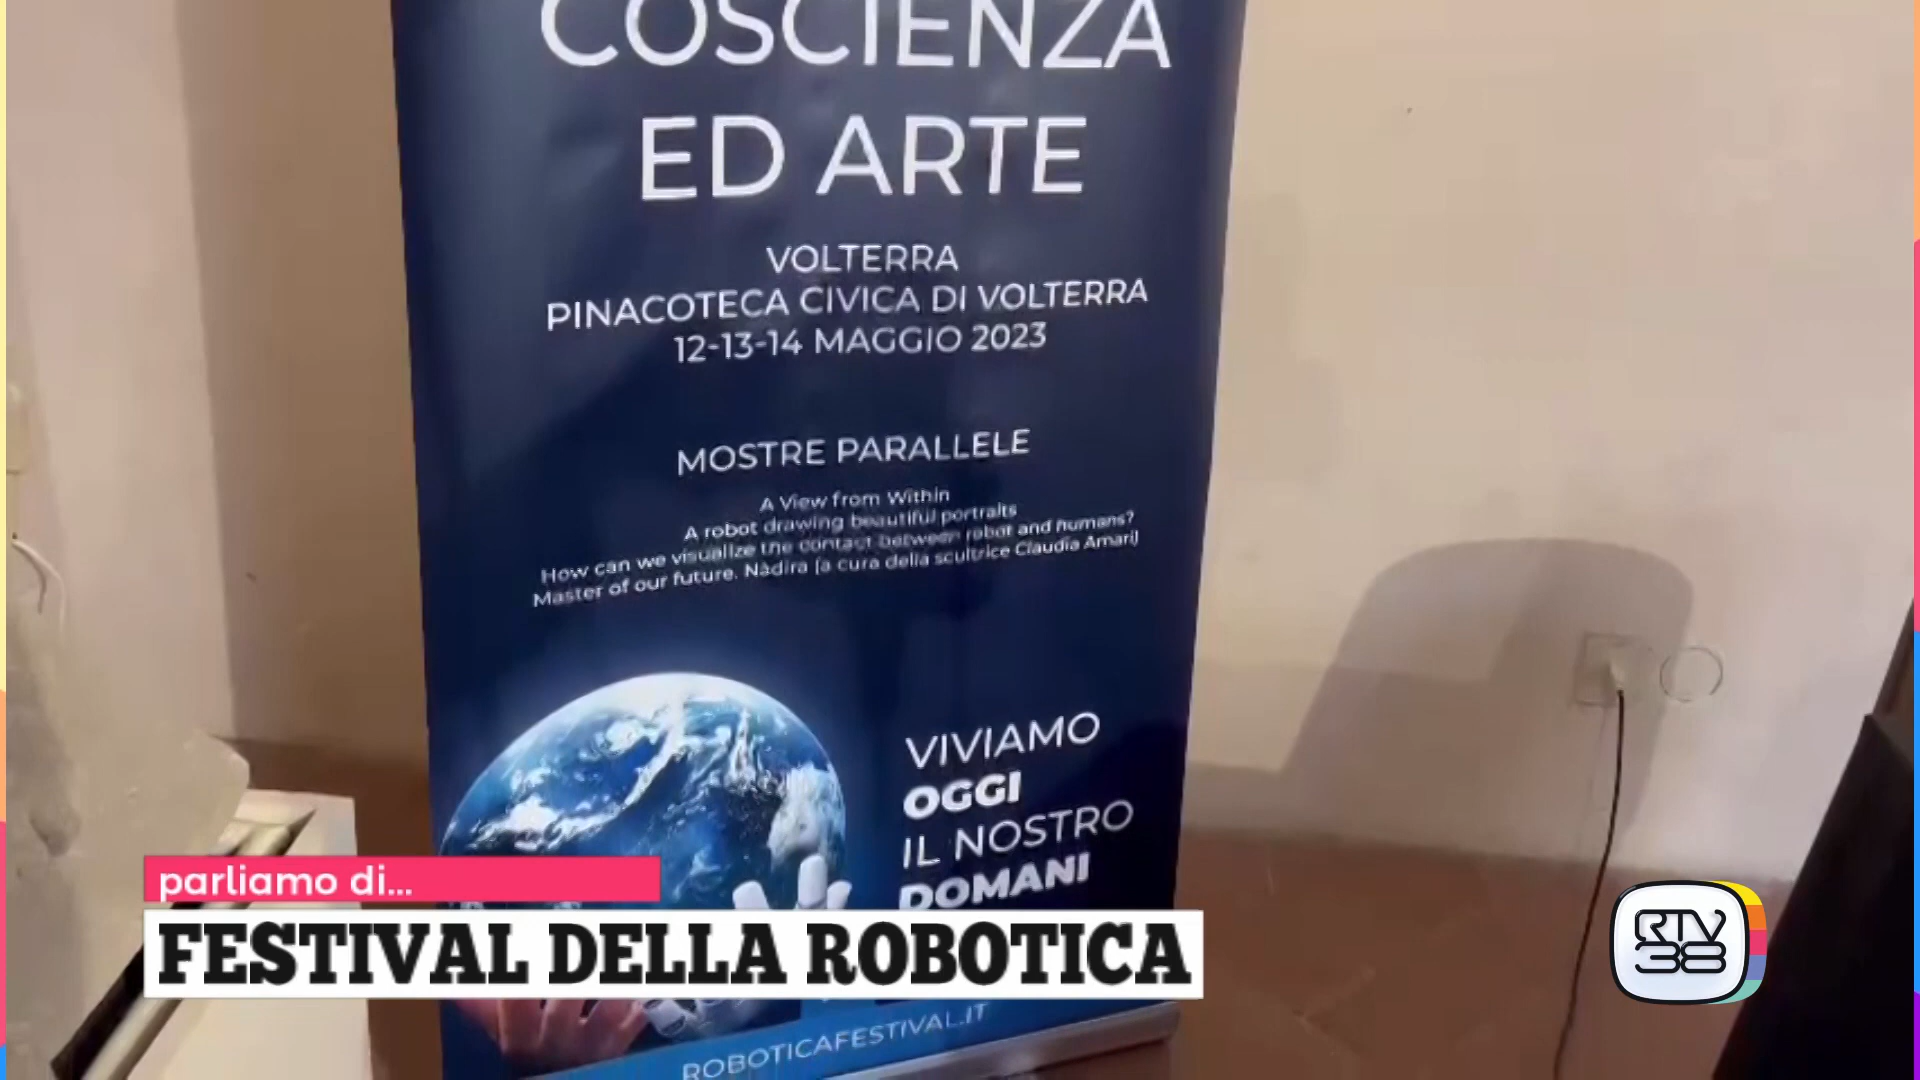 COSCIENZA
ED ARTE
VOLTERRA
PINACOTECA CIVICA DI VOLTERRA
12-13-14 MAGGIO 2023
MOSTRE PARALLELE
A View from Within
A robot drawing beautiful portraits
How can we visualize the contact between robot and humans?
Master of our future. Nàdira (a cura della scultrice Claudia Amari)
VIVIAMO
OGGI
IL NOSTRO
DOMANI
parliamo di...
FESTIVAL DELLA ROBOTICA
RTV
38
ROBOTICAFESTIVAL.IT